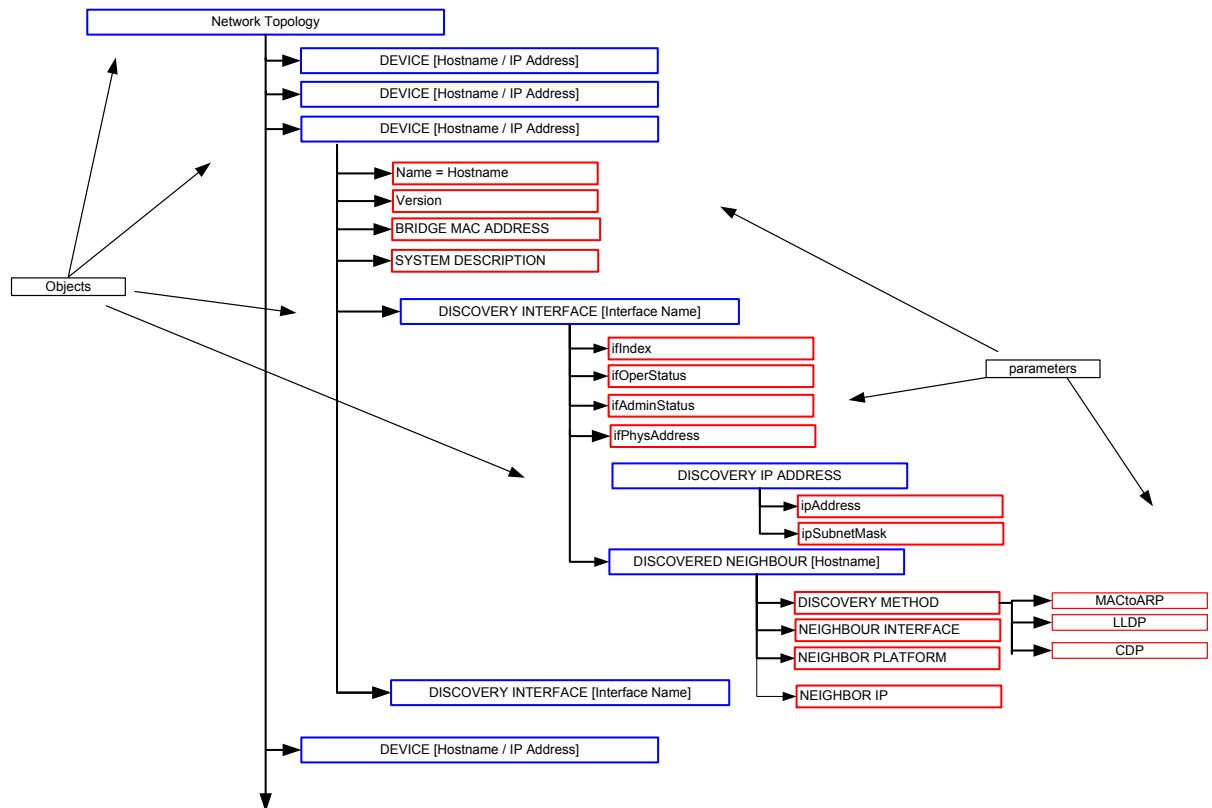 Network Topology
DEVICE [Hostname / IP Address]
DEVICE [Hostname / IP Address]
DEVICE [Hostname / IP Address]
Name = Hostname
Version
BRIDGE MAC ADDRESS
SYSTEM DESCRIPTION
Objects
DISCOVERY INTERFACE [Interface Name]
ifIndex
ifOperStatus
parameters
ifAdminStatus
ifPhysAddress
DISCOVERY IP ADDRESS
ipAddress
ipSubnetMask
DISCOVERED NEIGHBOUR [Hostname]
DISCOVERY METHOD
MACtoARP
LLDP
NEIGHBOUR INTERFACE
CDP
NEIGHBOR PLATFORM
DISCOVERY INTERFACE [Interface Name]
NEIGHBOR IP
DEVICE [Hostname / IP Address]